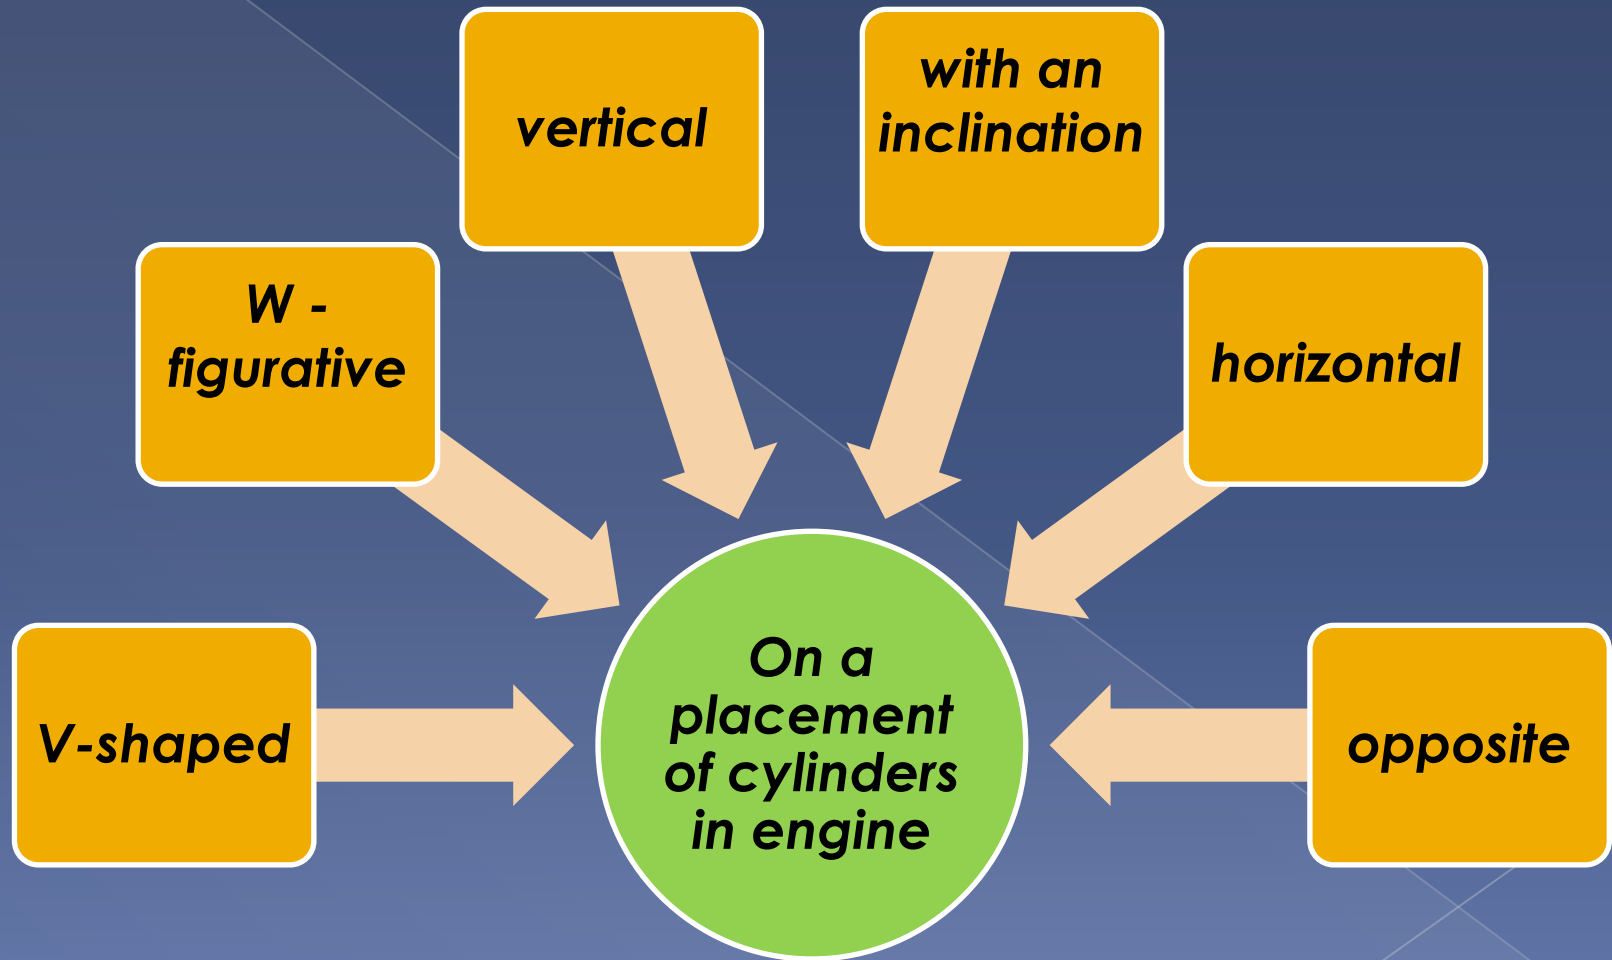 vertical
with an
inclination
W -
figurative
horizontal
V-shaped
On a
placement
of cylinders
in engine
opposite